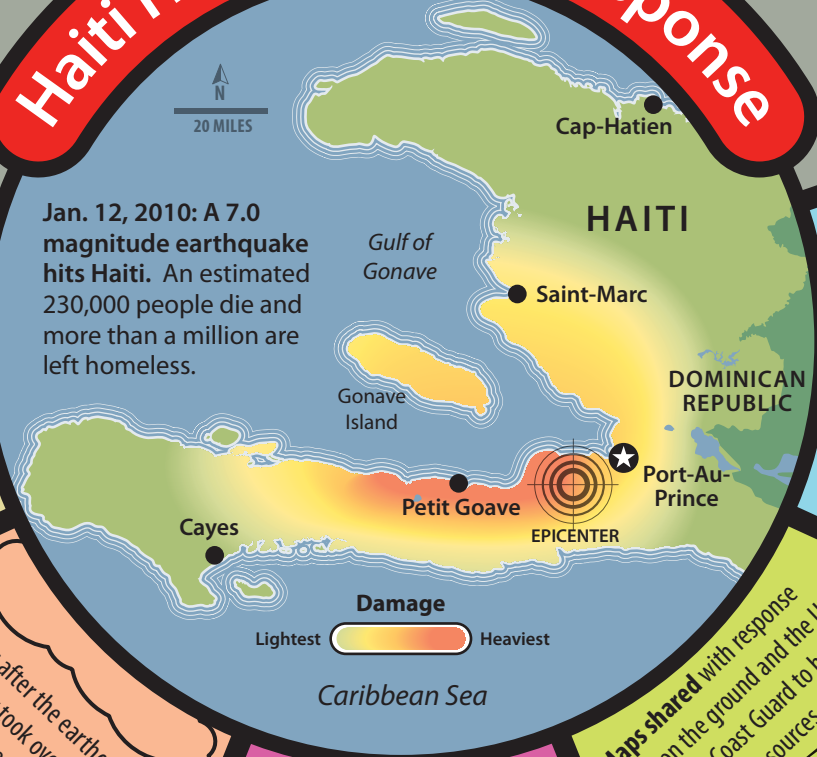 Haiti
ponse
N
20 MILES
Cap-Hatien
HAITI
Jan. 12, 2010: A 7.0
magnitude earthquake
hits Haiti. An estimated
230,000 people die and
more than a million are
left homeless.
Gulf of
Gonave
Saint-Marc
Gonave
Island
DOMINICAN
REPUBLIC
Port-Au-
Prince
Petit Goave
EPICENTER
Cayes
Damage
Lightest
Heaviest
Caribbean Sea
after the earthq
took ove
aps shared with response
on the ground and the U
Coast Guard to h
sources